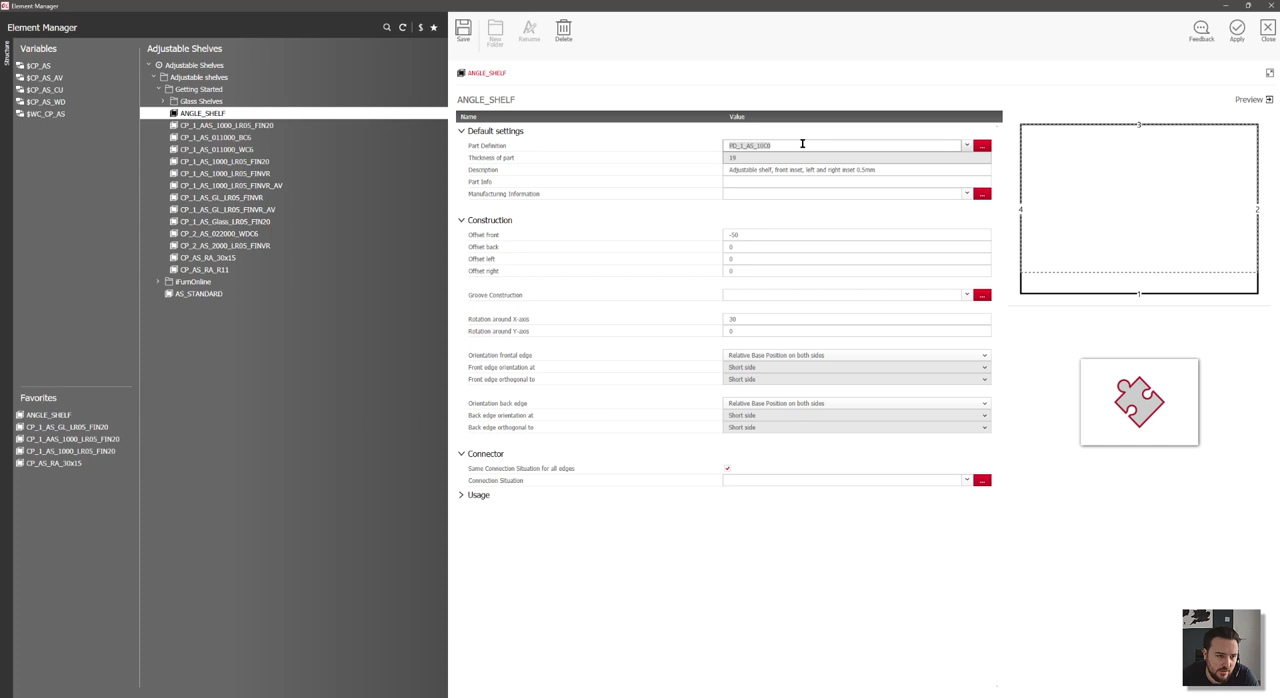 Element Manager
Element Manager
$
Structure
Variables
$CP_AS
$CP_AS_AV
$CP_AS_CU
$CP_AS_WD
$WC_CP_AS
Favorites
ANGLE_SHELF
CP_1_AS_GL_LR05_FIN20
CP_1_AAS_1000_LR05_FIN20
CP_1_AS_1000_LR05_FIN20
CP_AS_RA_30x15
Adjustable Shelves
Adjustable Shelves
Adjustable shelves
Getting Started
Glass Shelves
ANGLE_SHELF
CP_1_AAS_1000_LR05_FIN20
CP_1_AS_011000_BC6
CP_1_AS_011000_WC6
CP_1_AS_1000_LR05_FIN20
CP_1_AS_1000_LR05_FINVR
CP_1_AS_1000_LR05_FINVR_AV
CP_1_AS_GL_LR05_FINVR
CP_1_AS_GL_LR05_FINVR_AV
CP_1_AS_Glass_LR05_FIN20
CP_2_AS_022000_WDC6
CP_2_AS_2000_LR05_FINVR
CP_AS_RA_30x15
CP_AS_RA_R11
iFurnOnline
AS_STANDARD
Save
New Folder
Rename
Delete
Feedback
Apply
Close
ANGLE_SHELF
ANGLE_SHELF
Preview
Name Value
Default settings
Part Definition PD_1_AS_10C0 ...
Thickness of part 19
Description Adjustable shelf, front inset, left and right inset 0.5mm
Part Info
Manufacturing Information ...
Construction
Offset front -50
Offset back 0
Offset left 0
Offset right 0
Groove Construction ...
Rotation around X-axis 30
Rotation around Y-axis 0
Orientation frontal edge Relative Base Position on both sides
Front edge orientation at Short side
Front edge orthogonal to Short side
Orientation back edge Relative Base Position on both sides
Back edge orientation at Short side
Back edge orthogonal to Short side
Connector
Same Connection Situation for all edges
Connection Situation ...
Usage
3
4
2
1